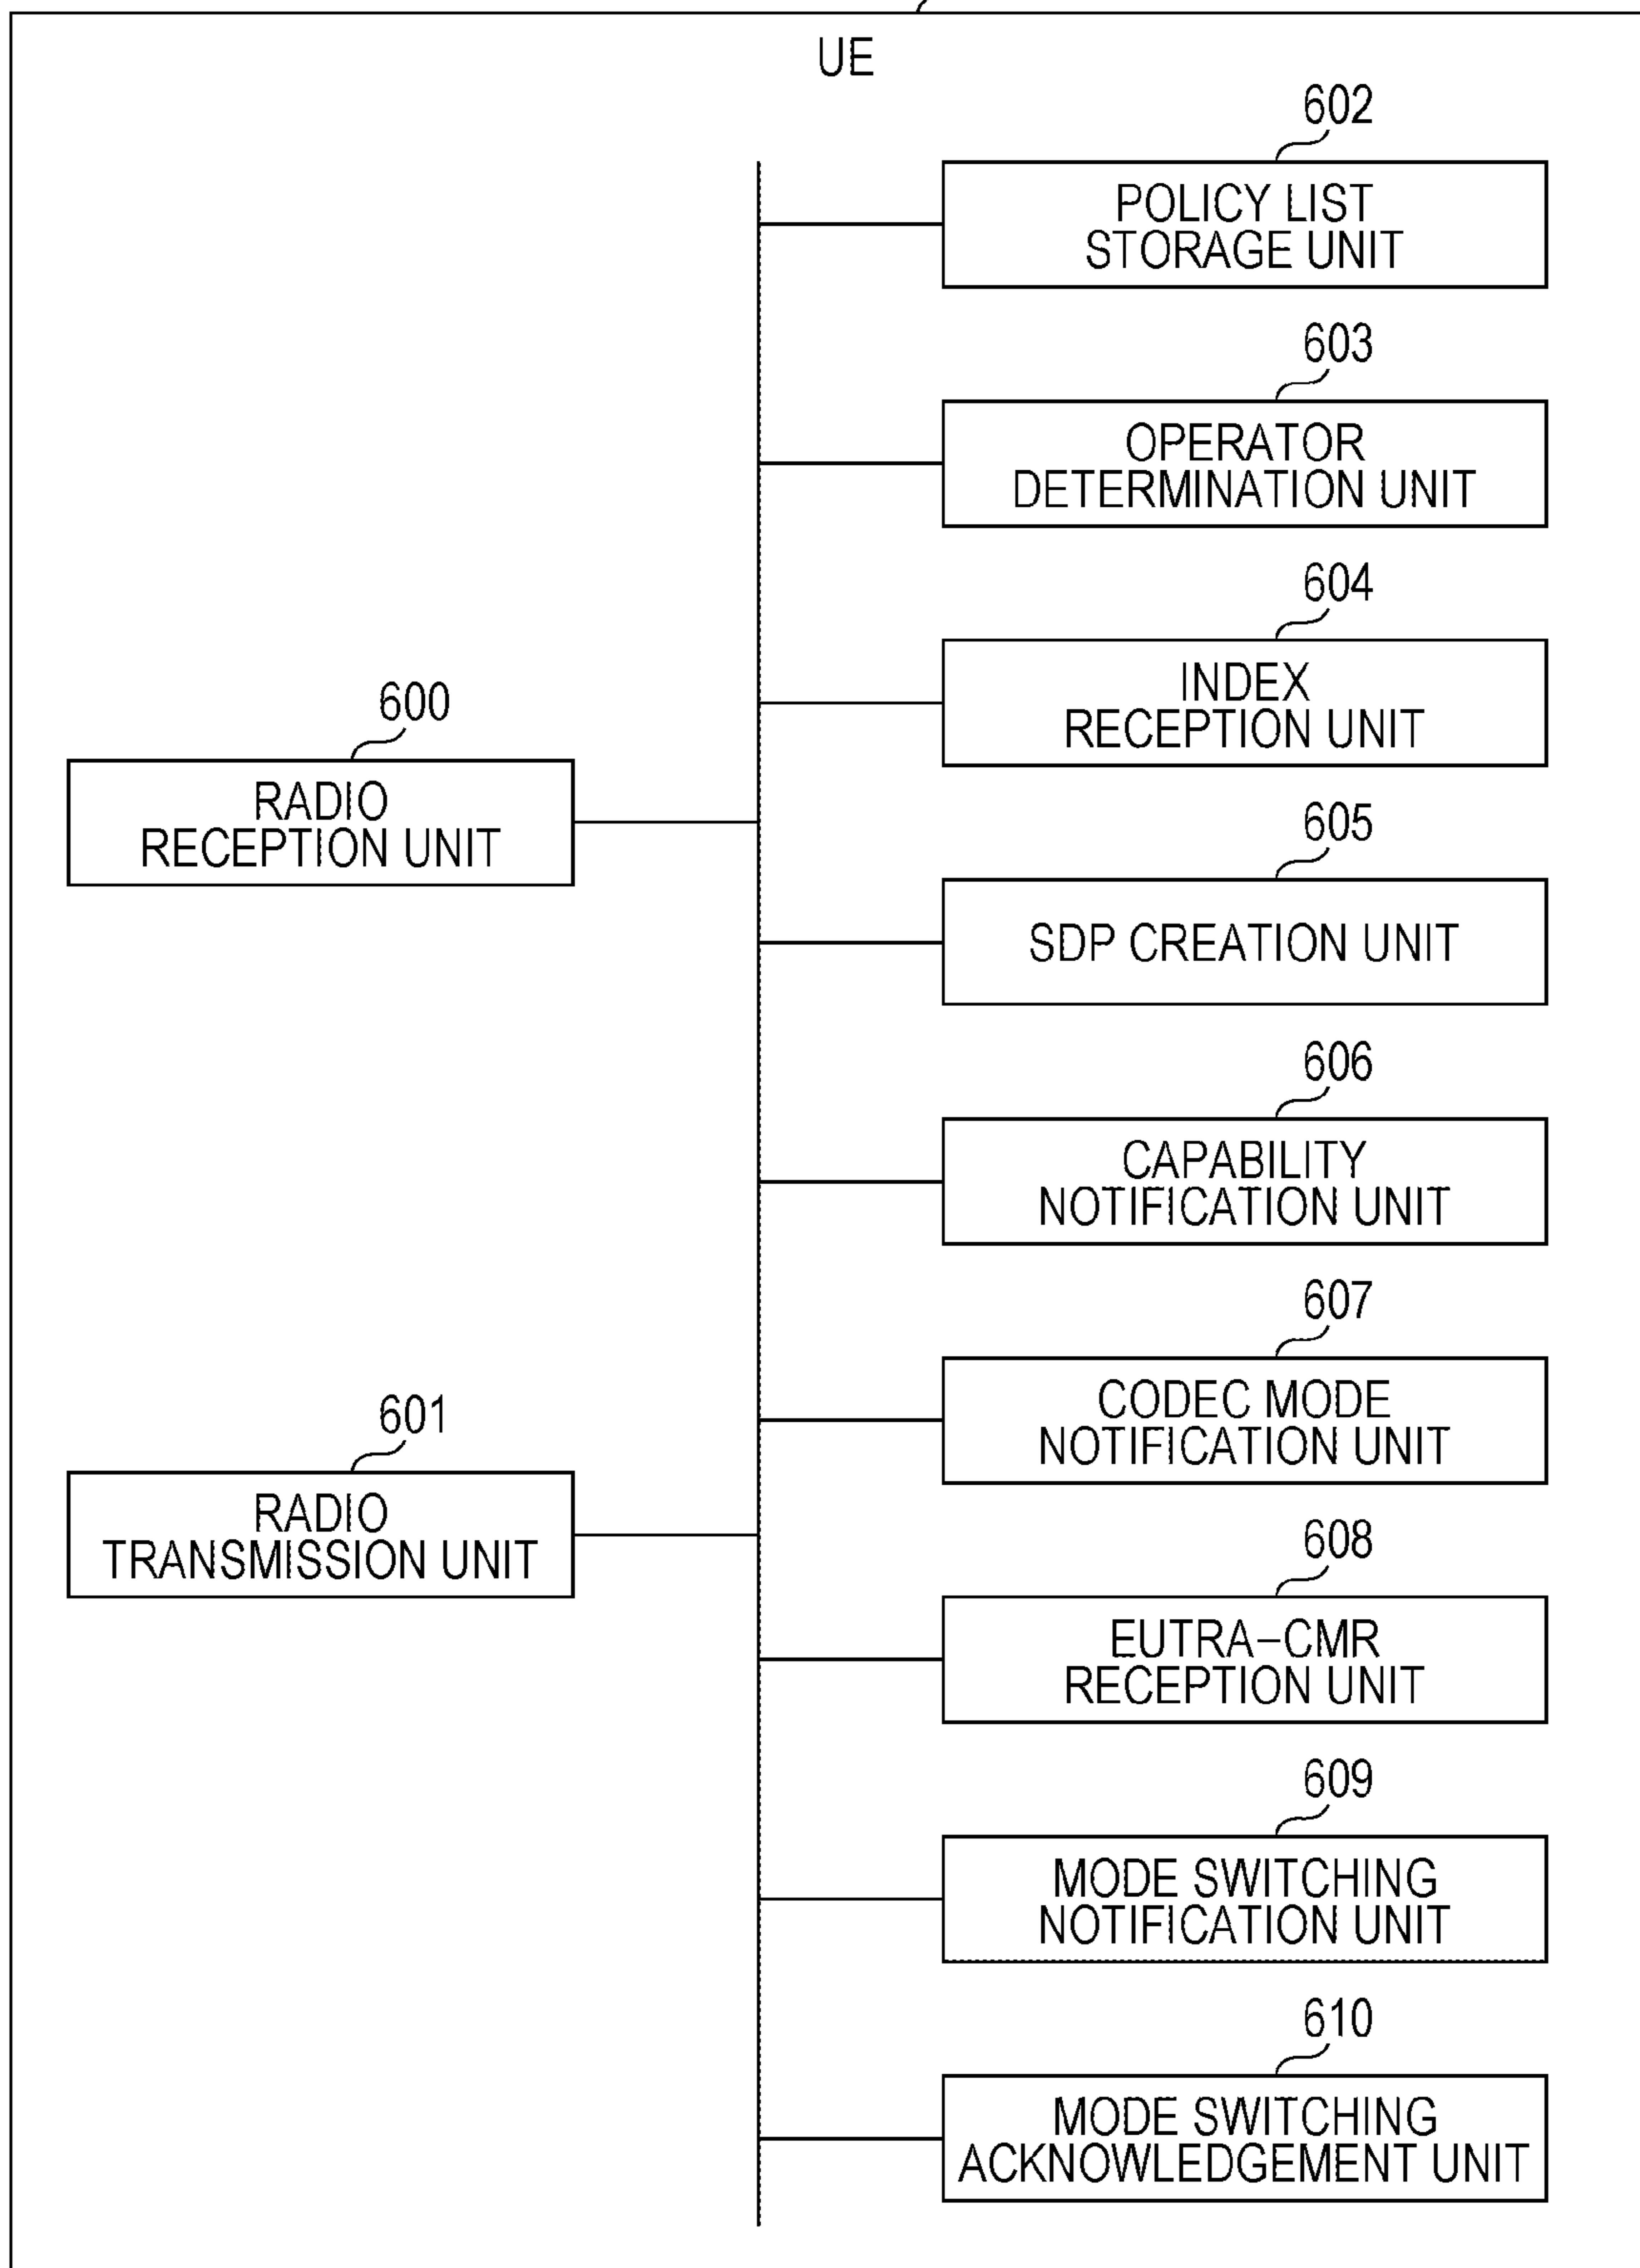 UE
602
POLICY LIST
STORAGE UNIT
603
OPERATOR
DETERMINATION UNIT
604
INDEX
RECEPTION UNIT
600
RADIO
RECEPTION UNIT
605
SDP CREATION UNIT
606
CAPABILITY
NOTIFICATION UNIT
607
CODEC MODE
NOTIFICATION UNIT
601
RADIO
TRANSMISSION UNIT
608
EUTRA-CMR
RECEPTION UNIT
609
MODE SWITCHING
NOTIFICATION UNIT
610
MODE SWITCHING
ACKNOWLEDGEMENT UNIT